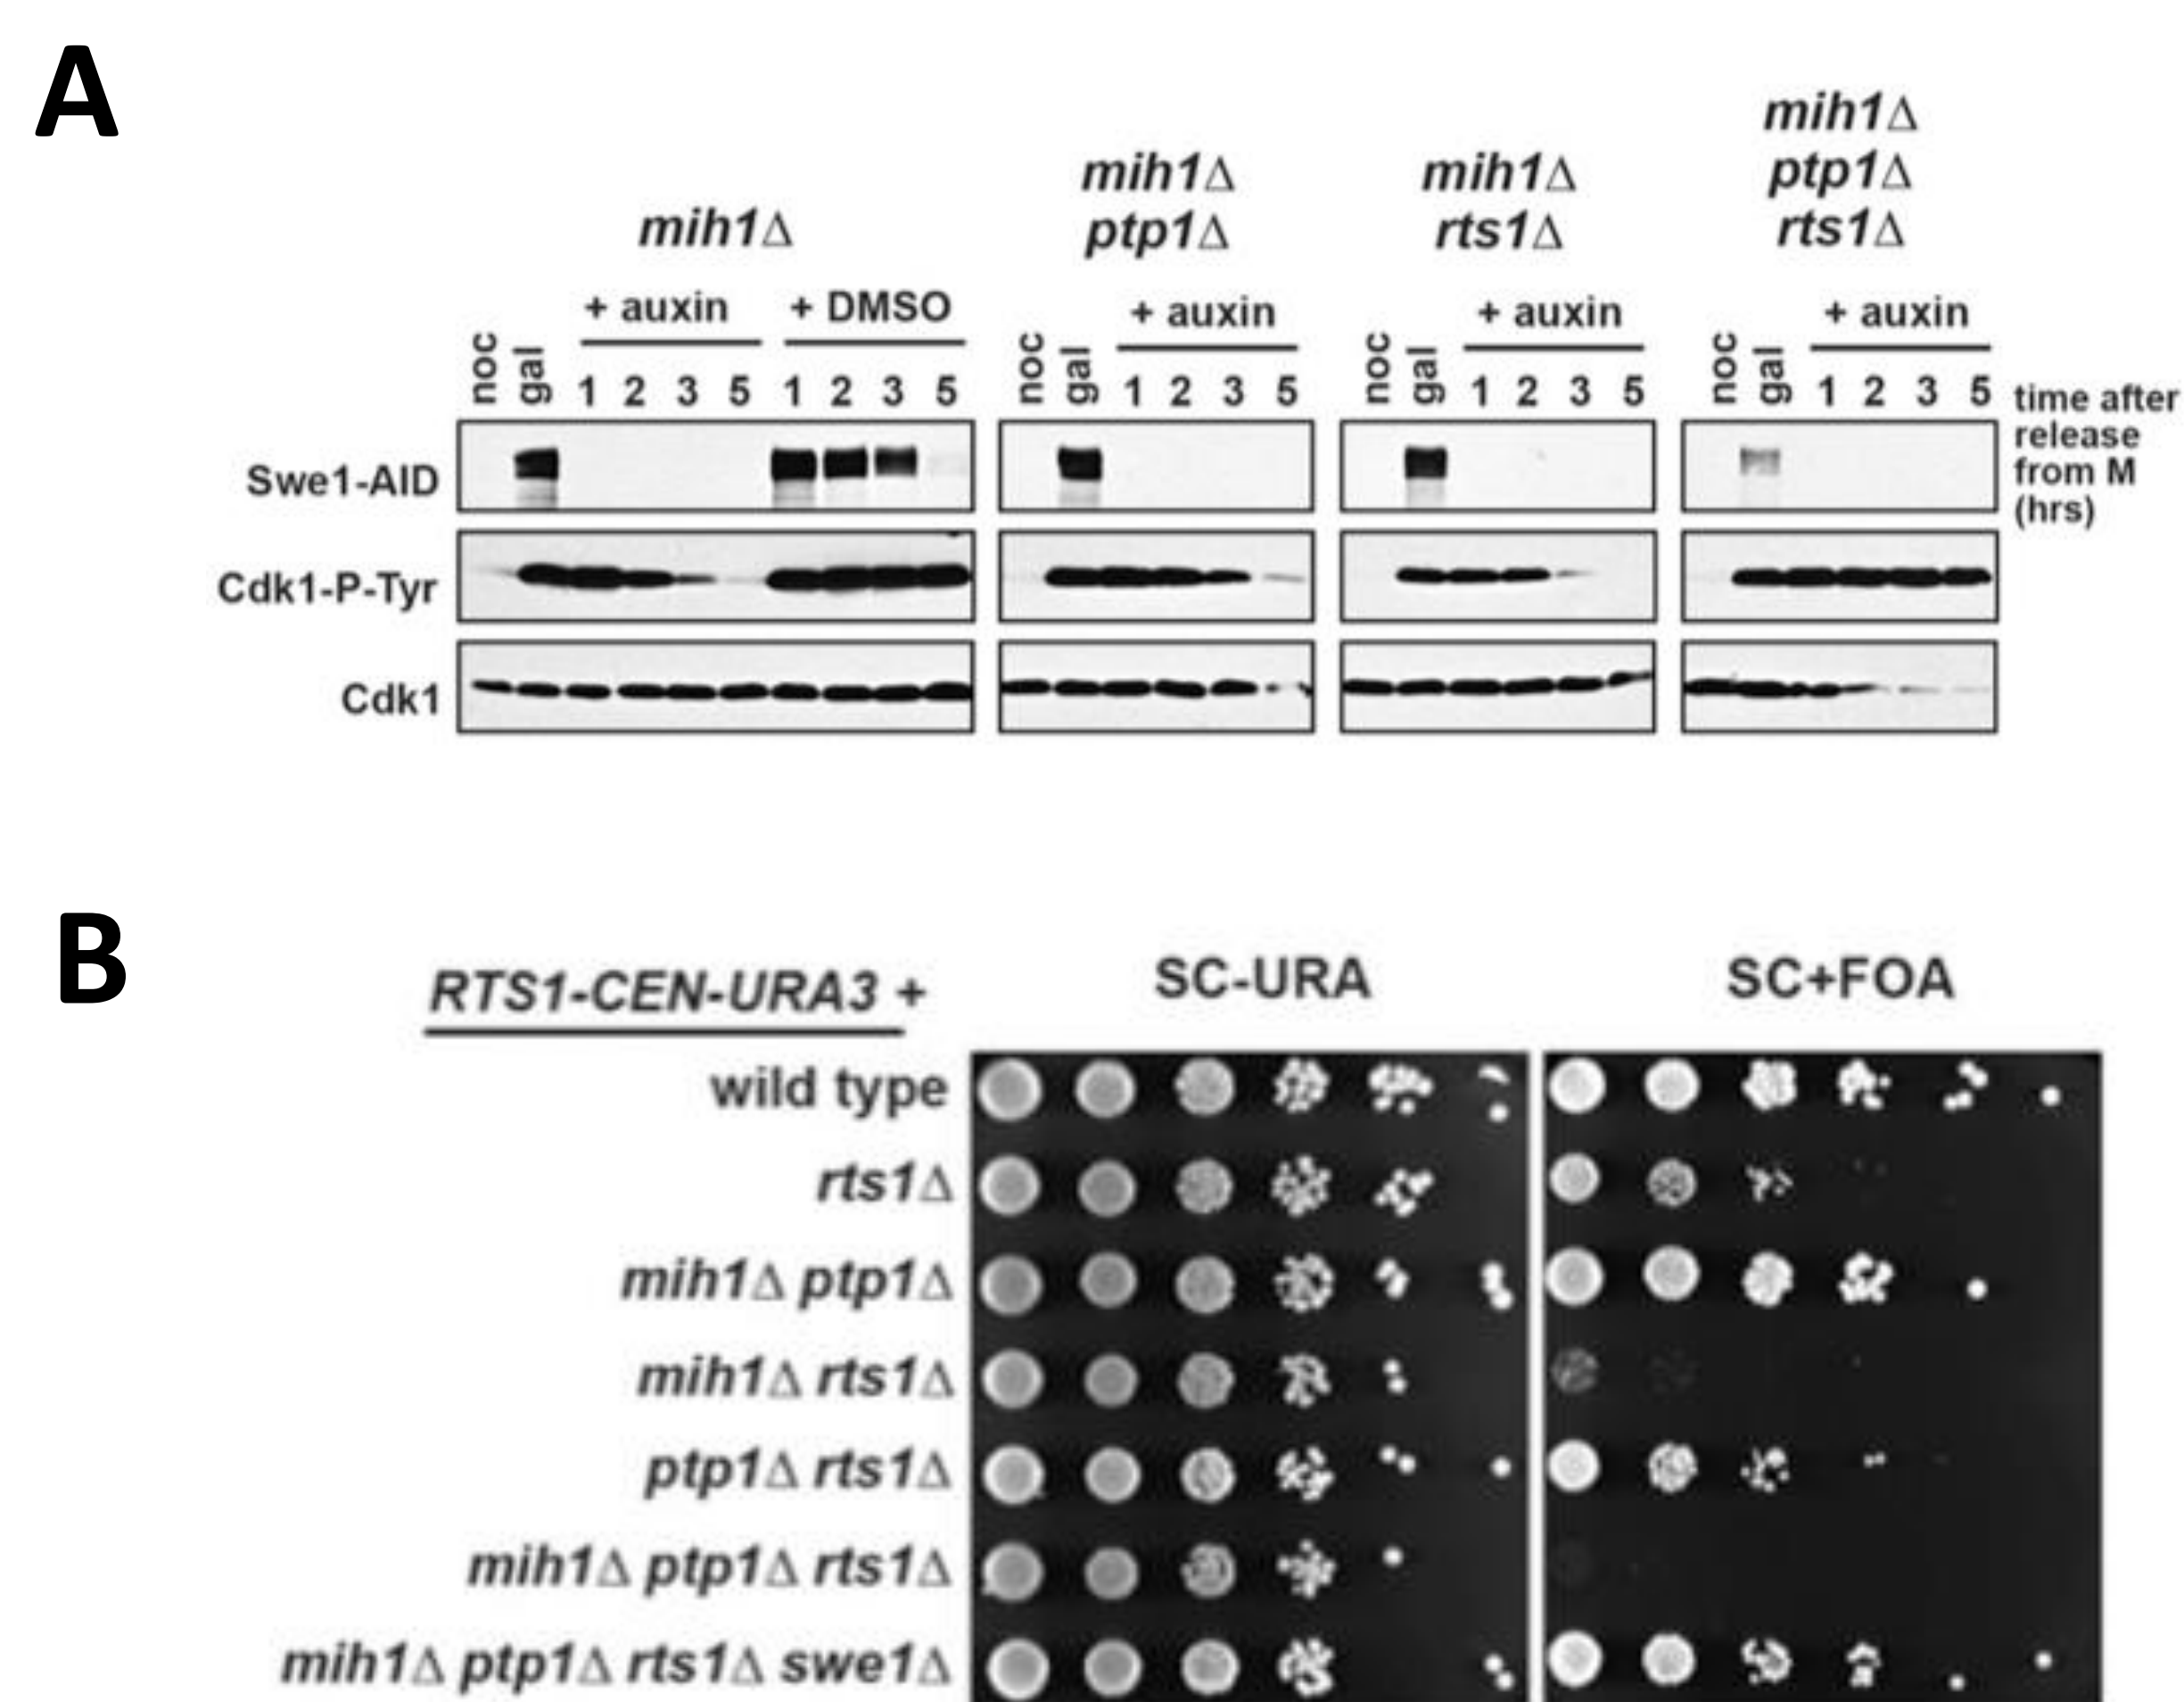 A
mih1Δ
mih1Δ
ptp1Δ
mih1Δ
rts1Δ
mih1Δ
ptp1Δ
rts1Δ
+ auxin
+ DMSO
+ auxin
+ auxin
+ auxin
noc gal 1 2 3 5 1 2 3 5
noc gal 1 2 3 5
noc gal 1 2 3 5
noc gal 1 2 3 5
time after
release
from M
(hrs)
Swe1-AID
Cdk1-P-Tyr
Cdk1
B
RTS1-CEN-URA3 +
SC-URA
SC+FOA
wild type
rts1Δ
mih1Δ ptp1Δ
mih1Δ rts1Δ
ptp1Δ rts1Δ
mih1Δ ptp1Δ rts1Δ
mih1Δ ptp1Δ rts1Δ swe1Δ